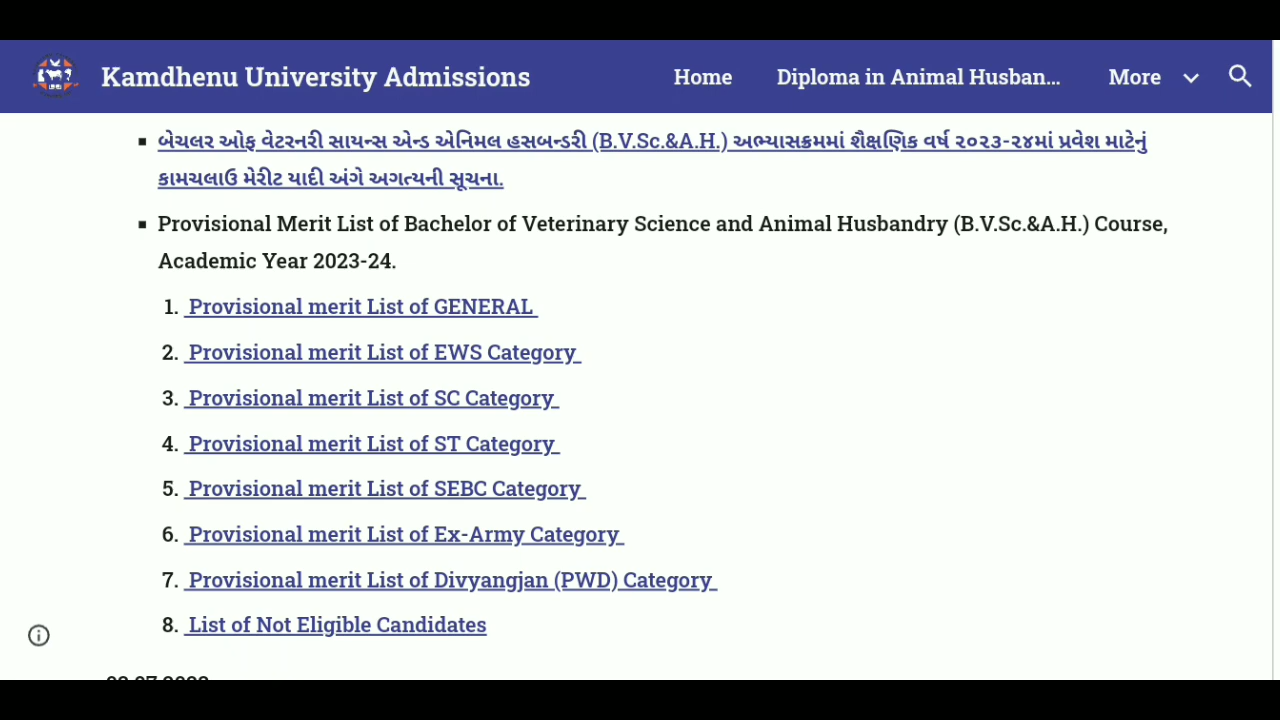 Kamdhenu University Admissions
Home
Diploma in Animal Husban...
More
બેચલર ઓફ વેટરનરી સાયન્સ એન્ડ એનિમલ હસબન્ડરી (B.V.Sc.&A.H.) અભ્યાસક્રમમાં શૈક્ષણિક વર્ષ ૨૦૨૩-૨૪માં પ્રવેશ માટેનું
કામચલાઉ મેરીટ યાદી અંગે અગત્યની સૂચના.
Provisional Merit List of Bachelor of Veterinary Science and Animal Husbandry (B.V.Sc.&A.H.) Course,
Academic Year 2023-24.
1. Provisional merit List of GENERAL
2. Provisional merit List of EWS Category
3. Provisional merit List of SC Category
4. Provisional merit List of ST Category
5. Provisional merit List of SEBC Category
6. Provisional merit List of Ex-Army Category
7. Provisional merit List of Divyangjan (PWD) Category
8. List of Not Eligible Candidates